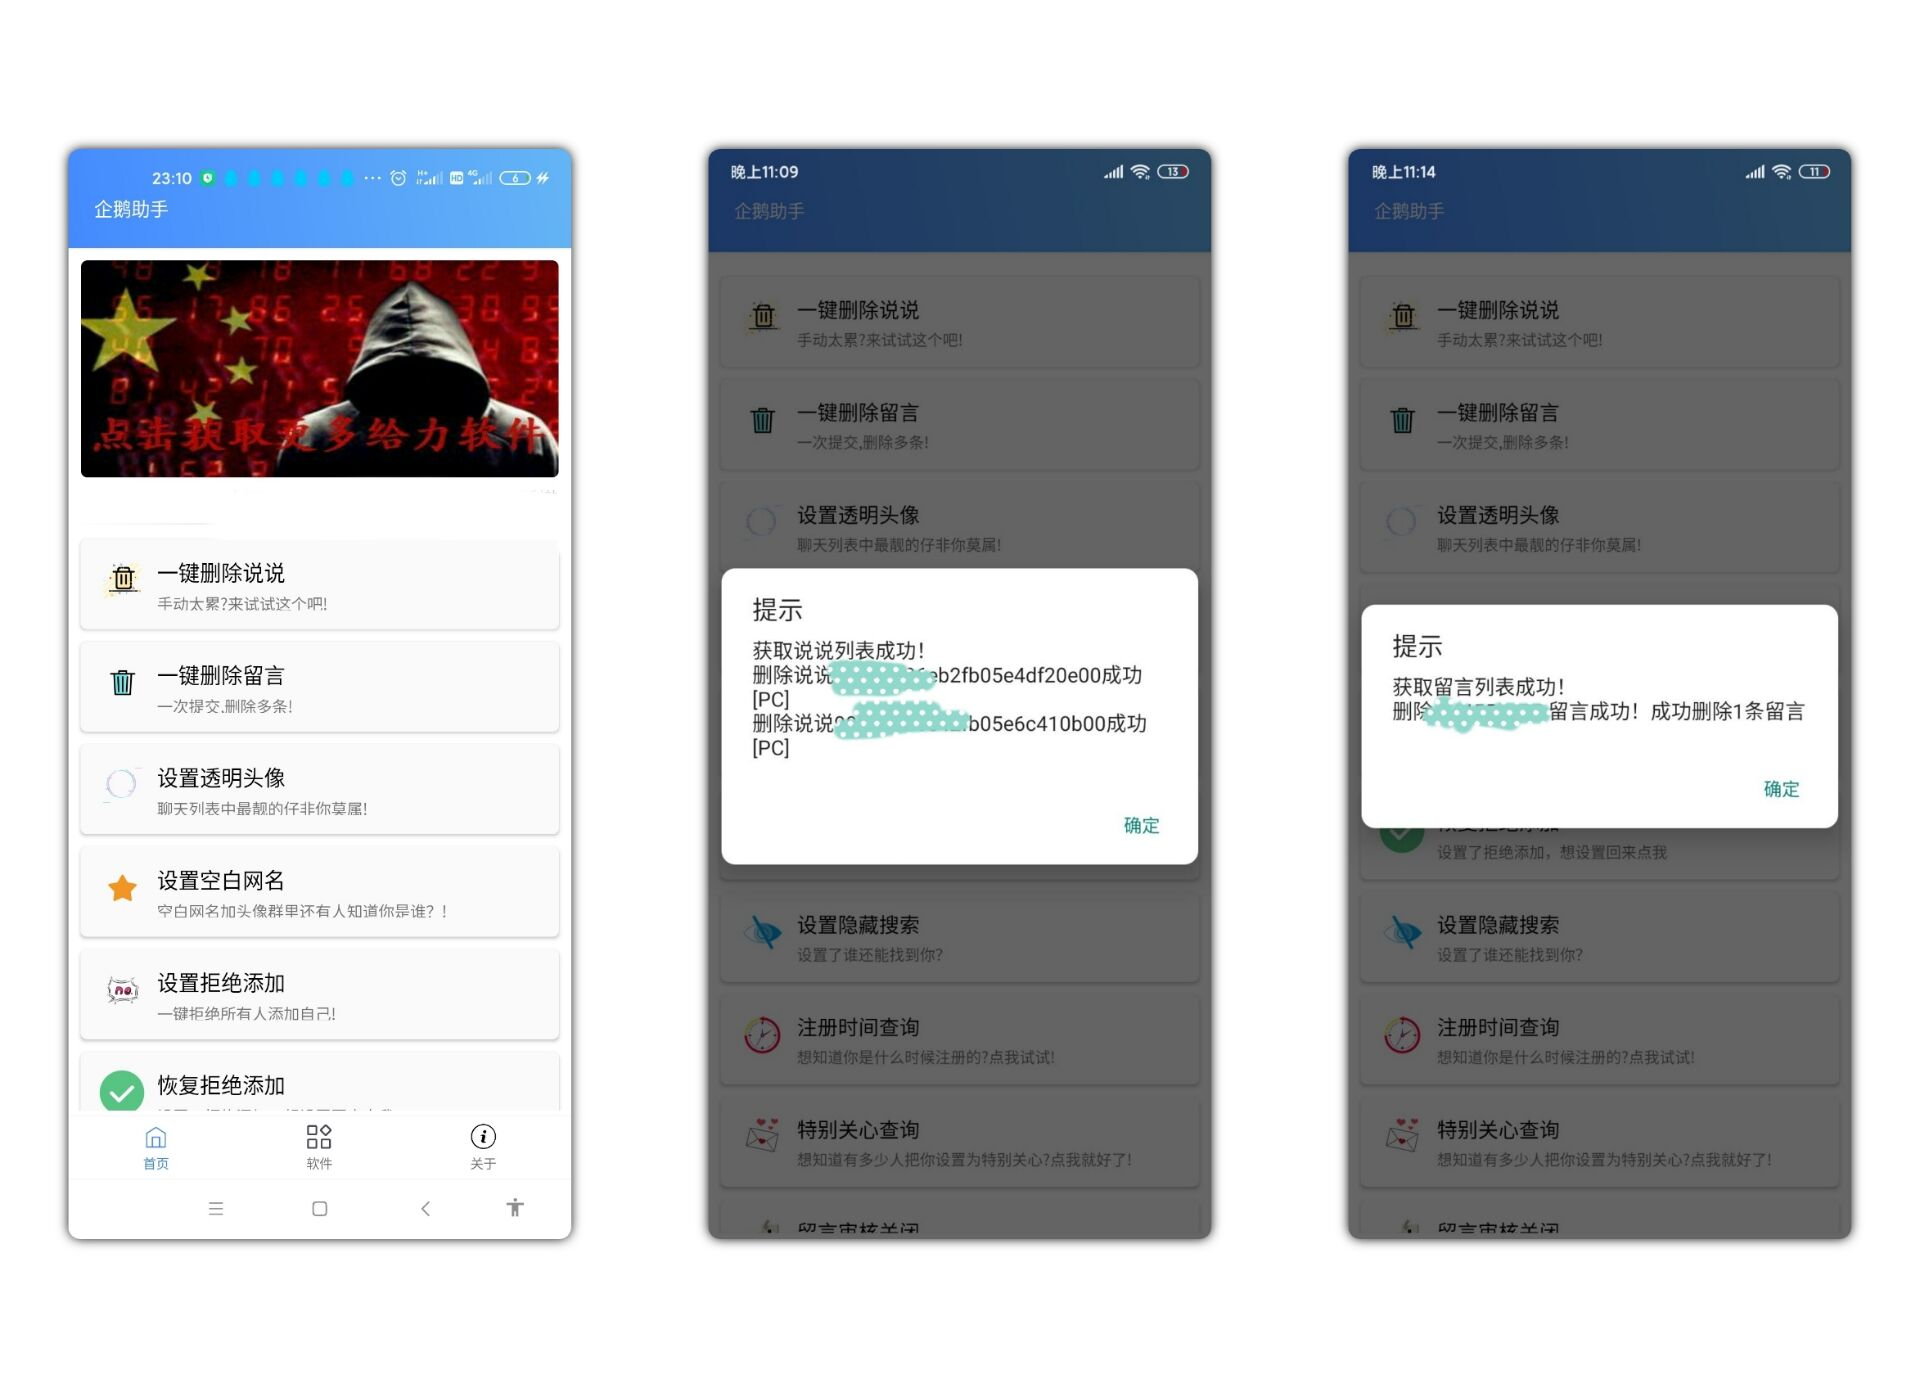 23:10
6
企鹅助手
点击获取更多给力软件
一键删除说说
手动太累?来试试这个吧!
一键删除留言
一次提交,删除多条!
设置透明头像
聊天列表中最靓的仔非你莫属!
设置空白网名
空白网名加头像群里还有人知道你是谁?!
设置拒绝添加
一键拒绝所有人添加自己!
恢复拒绝添加
首页
软件
关于
晚上11:09
13
企鹅助手
一键删除说说
手动太累?来试试这个吧!
一键删除留言
一次提交,删除多条!
设置透明头像
聊天列表中最靓的仔非你莫属!
提示
获取说说列表成功!
删除说说 eb2fb05e4df20e00成功
[PC]
删除说说 b05e6c410b00成功
[PC]
确定
设置隐藏搜索
设置了谁还能找到你?
注册时间查询
想知道你是什么时候注册的?点我试试!
特别关心查询
想知道有多少人把你设置为特别关心?点我就好了!
留言审核关闭
晚上11:14
11
企鹅助手
一键删除说说
手动太累?来试试这个吧!
一键删除留言
一次提交,删除多条!
设置透明头像
聊天列表中最靓的仔非你莫属!
提示
获取留言列表成功!
删除 留言成功!成功删除1条留言
确定
设置了拒绝添加,想设置回来点我
设置隐藏搜索
设置了谁还能找到你?
注册时间查询
想知道你是什么时候注册的?点我试试!
特别关心查询
想知道有多少人把你设置为特别关心?点我就好了!
留言审核关闭